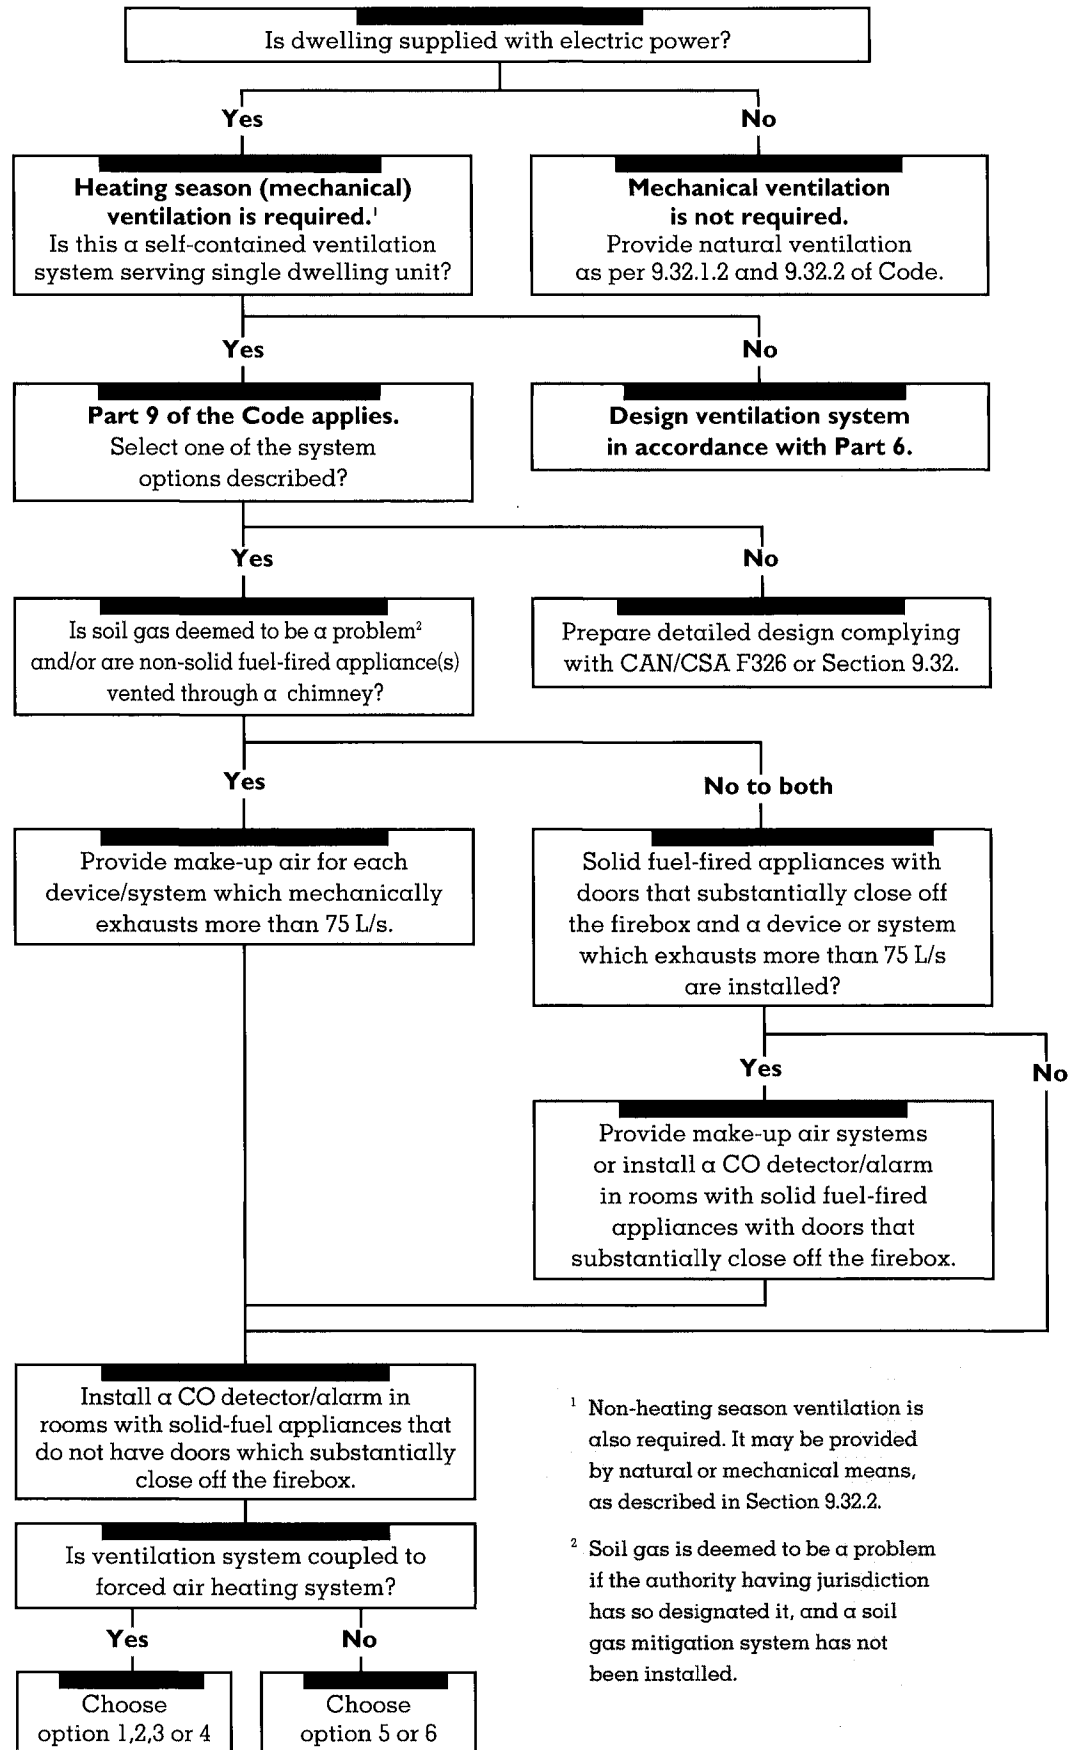 Is dwelling supplied with electric power?
Yes
No
Heating season (mechanical)
ventilation is required.¹
Is this a self-contained ventilation
system serving single dwelling unit?
Mechanical ventilation
is not required.
Provide natural ventilation
as per 9.32.1.2 and 9.32.2 of Code.
Yes
No
Part 9 of the Code applies.
Select one of the system
options described?
Design ventilation system
in accordance with Part 6.
Yes
No
Is soil gas deemed to be a problem²
and/or are non-solid fuel-fired appliance(s)
vented through a chimney?
Prepare detailed design complying
with CAN/CSA F326 or Section 9.32.
Yes
No to both
Provide make-up air for each
device/system which mechanically
exhausts more than 75 L/s.
Solid fuel-fired appliances with
doors that substantially close off
the firebox and a device or system
which exhausts more than 75 L/s
are installed?
Yes
No
Provide make-up air systems
or install a CO detector/alarm
in rooms with solid fuel-fired
appliances with doors that
substantially close off the firebox.
Install a CO detector/alarm in
rooms with solid-fuel appliances that
do not have doors which substantially
close off the firebox.
Is ventilation system coupled to
forced air heating system?
Yes
No
Choose
option 1,2,3 or 4
Choose
option 5 or 6
¹ Non-heating season ventilation is
also required. It may be provided
by natural or mechanical means,
as described in Section 9.32.2.
² Soil gas is deemed to be a problem
if the authority having jurisdiction
has so designated it, and a soil
gas mitigation system has not
been installed.